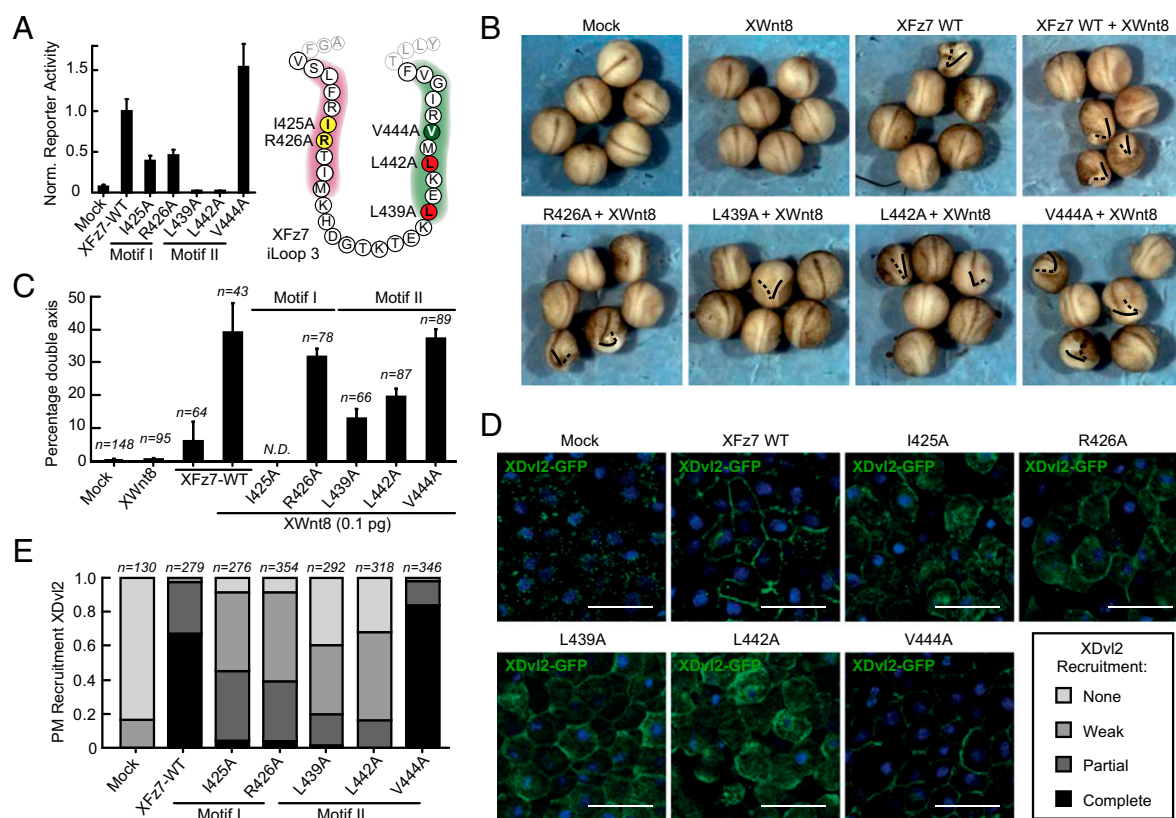 A
Norm. Reporter Activity
1.5
1.0
0.5
0
Mock
XFz7-WT
I425A
R426A
L439A
L442A
V444A
Motif I
Motif II
A
G
F
V
S
L
F
R
I
R
T
I
M
K
H
D
G
T
K
T
E
K
L
E
K
L
M
V
R
I
G
V
F
T
L
L
Y
I425A
R426A
V444A
L442A
L439A
XFz7
iLoop 3
B
Mock
XWnt8
XFz7 WT
XFz7 WT + XWnt8
R426A + XWnt8
L439A + XWnt8
L442A + XWnt8
V444A + XWnt8
C
Percentage double axis
50
40
30
20
10
0
n=148
n=95
n=64
n=43
N.D.
n=78
n=66
n=87
n=89
Motif I
Motif II
Mock
XWnt8
XFz7-WT
I425A
R426A
L439A
L442A
V444A
XWnt8 (0.1 pg)
D
Mock
XFz7 WT
I425A
R426A
XDvl2-GFP
XDvl2-GFP
XDvl2-GFP
XDvl2-GFP
L439A
L442A
V444A
XDvl2-GFP
XDvl2-GFP
XDvl2-GFP
XDvl2
Recruitment:
None
Weak
Partial
Complete
E
PM Recruitment XDvl2
1.0
0.8
0.6
0.4
0.2
0
n=130
n=279
n=276
n=354
n=292
n=318
n=346
Mock
XFz7-WT
I425A
R426A
L439A
L442A
V444A
Motif I
Motif II